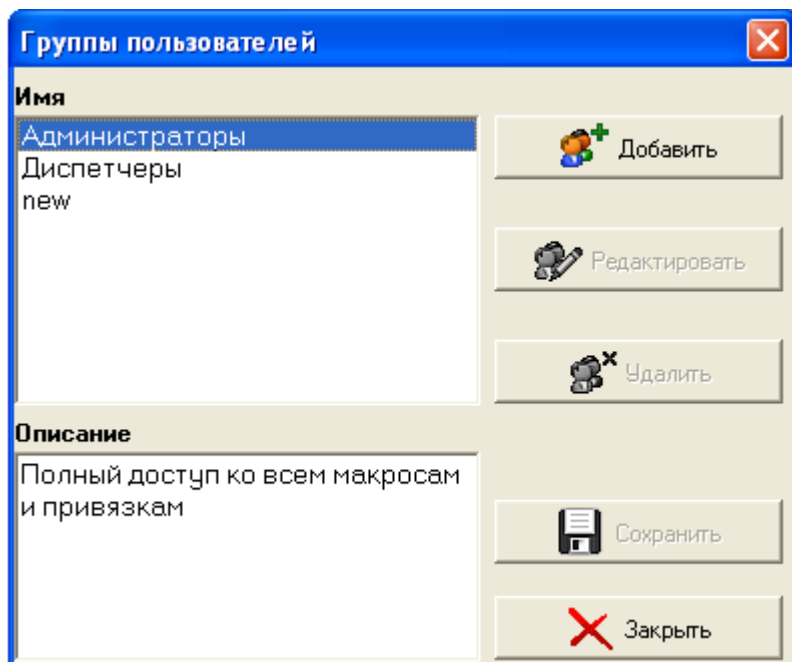 Группы пользователей
Имя
Администраторы
Диспетчеры
new
Добавить
Редактировать
Удалить
Описание
Полный доступ ко всем макросам
и привязкам
Сохранить
Закрыть